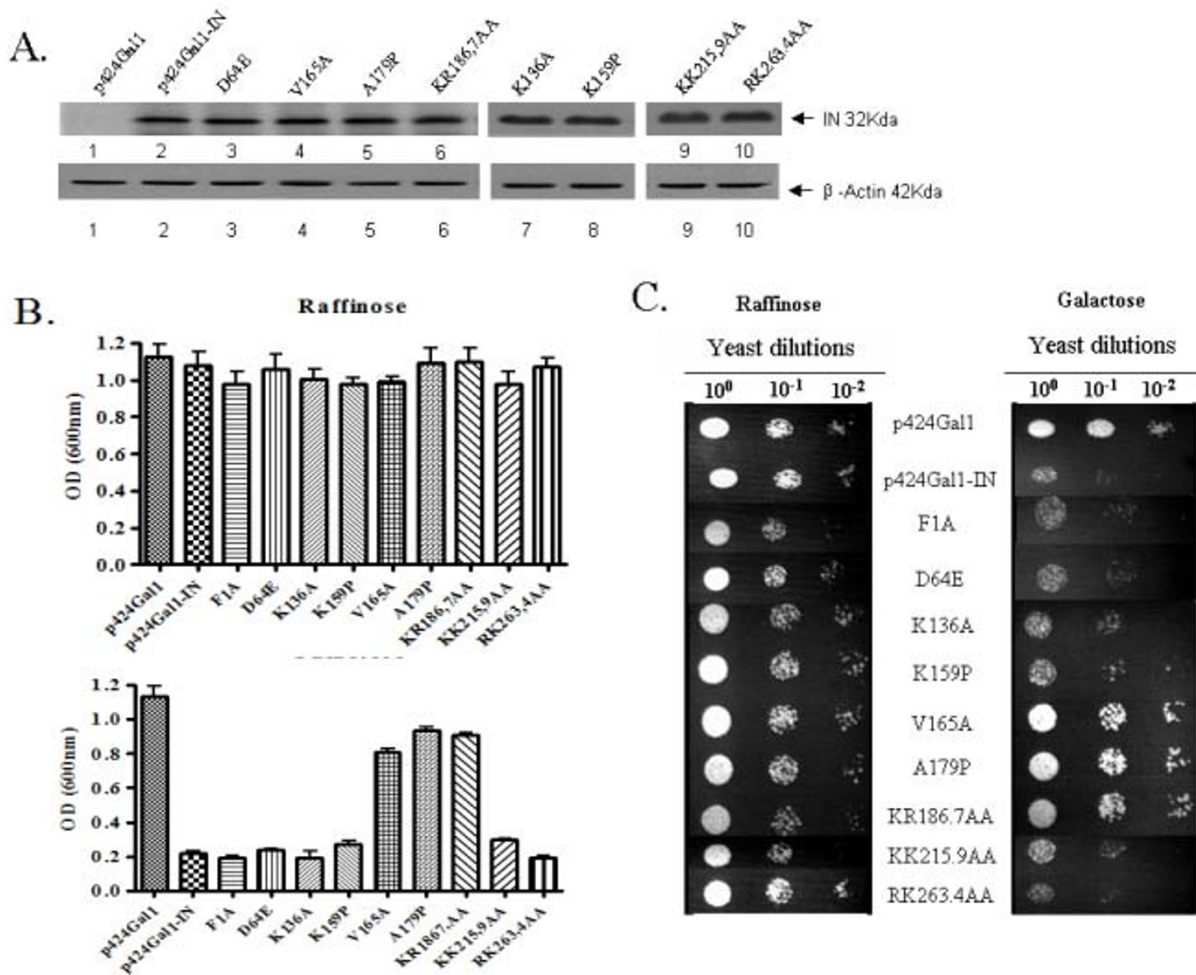 A.
p424Gal1
p424Gal1-IN
D64E
V165A
A179P
KR186,7AA
K136A
K159P
KK215,9AA
RK263.4AA
IN 32Kda
1 2 3 4 5 6 9 10
β -Actin 42Kda
1 2 3 4 5 6 7 8 9 10
B.
Raffinose
OD (600nm)
1.2
1.0
0.8
0.6
0.4
0.2
0.0
p424Gal1
p424Gal1-IN
F1A
D64E
K136A
K159P
V165A
A179P
KR186,7AA
KK215,9AA
RK263.4AA
OD (600nm)
1.2
1.0
0.8
0.6
0.4
0.2
0.0
p424Gal1
p424Gal1-IN
F1A
D64E
K136A
K159P
V165A
A179P
KR1867.AA
KK215.9AA
RK263.4AA
C.
Raffinose Galactose
Yeast dilutions Yeast dilutions
10⁰ 10⁻¹ 10⁻² 10⁰ 10⁻¹ 10⁻²
p424Gal1
p424Gal1-IN
F1A
D64E
K136A
K159P
V165A
A179P
KR186.7AA
KK215.9AA
RK263.4AA